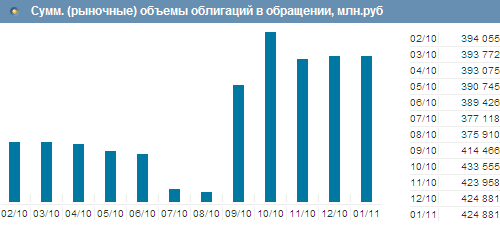 Сумм. (рыночные) объемы облигаций в обращении, млн.руб
02/10 394 055
03/10 393 772
04/10 393 075
05/10 390 745
06/10 389 426
07/10 377 118
08/10 375 910
09/10 414 466
10/10 433 555
11/10 423 958
12/10 424 881
01/11 424 881
02/10 03/10 04/10 05/10 06/10 07/10 08/10 09/10 10/10 11/10 12/10 01/11